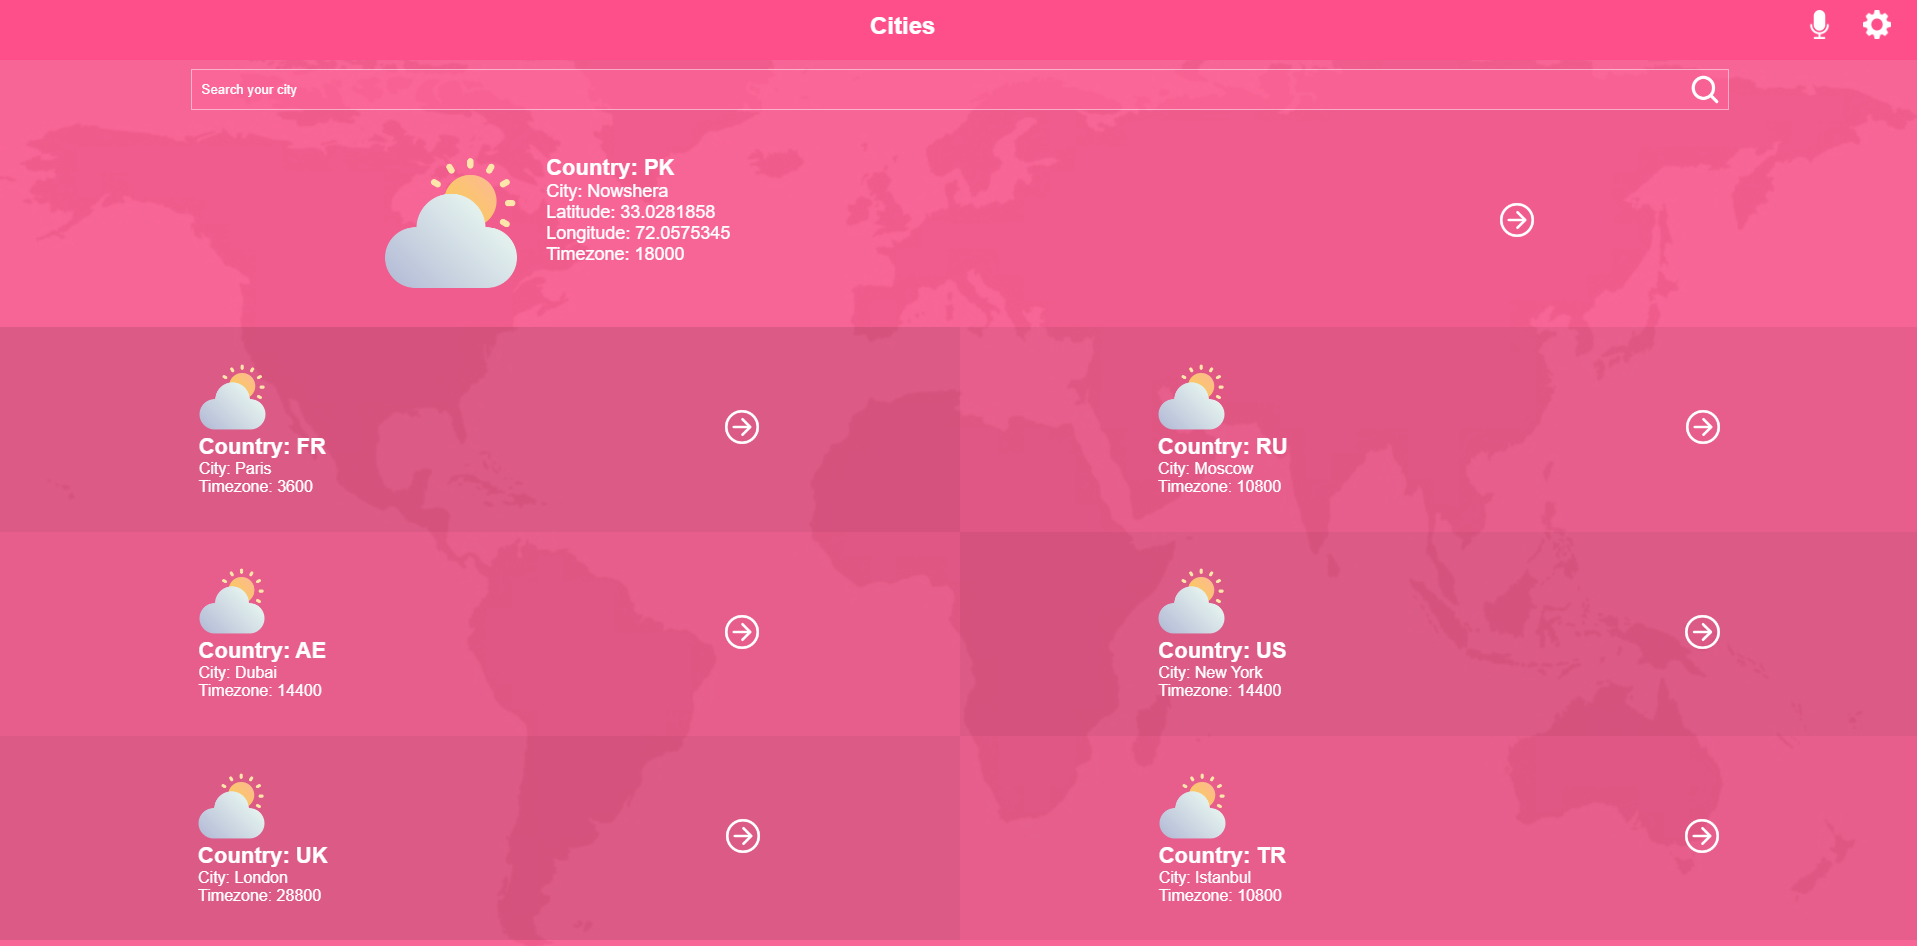 Cities
Search your city
Country: PK
City: Nowshera
Latitude: 33.0281858
Longitude: 72.0575345
Timezone: 18000
Country: FR
City: Paris
Timezone: 3600
Country: RU
City: Moscow
Timezone: 10800
Country: AE
City: Dubai
Timezone: 14400
Country: US
City: New York
Timezone: 14400
Country: UK
City: London
Timezone: 28800
Country: TR
City: Istanbul
Timezone: 10800